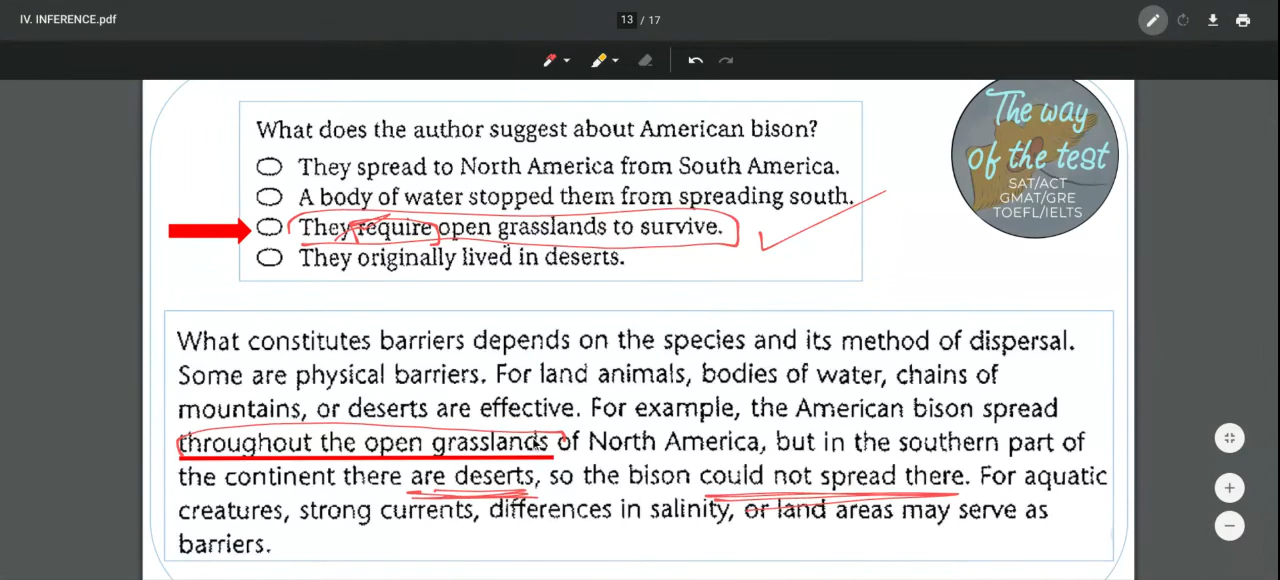 IV. INFERENCE.pdf
13 / 17
The way
of the test
SAT/ACT
GMAT/GRE
TOEFL/IELTS
What does the author suggest about American bison?
They spread to North America from South America.
A body of water stopped them from spreading south.
They require open grasslands to survive.
They originally lived in deserts.
What constitutes barriers depends on the species and its method of dispersal.
Some are physical barriers. For land animals, bodies of water, chains of
mountains, or deserts are effective. For example, the American bison spread
throughout the open grasslands of North America, but in the southern part of
the continent there are deserts, so the bison could not spread there. For aquatic
creatures, strong currents, differences in salinity, or land areas may serve as
barriers.